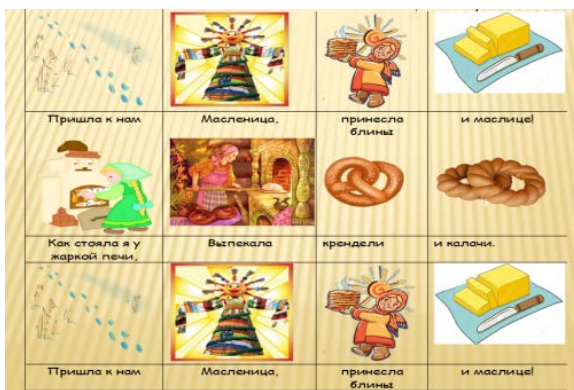 Пришла к нам Масленица, принесла и маслице!
блины
Как стояла я у Выпекала крендели и калачи.
жаркой печи,
Пришла к нам Масленица, принесла и маслице!
блины